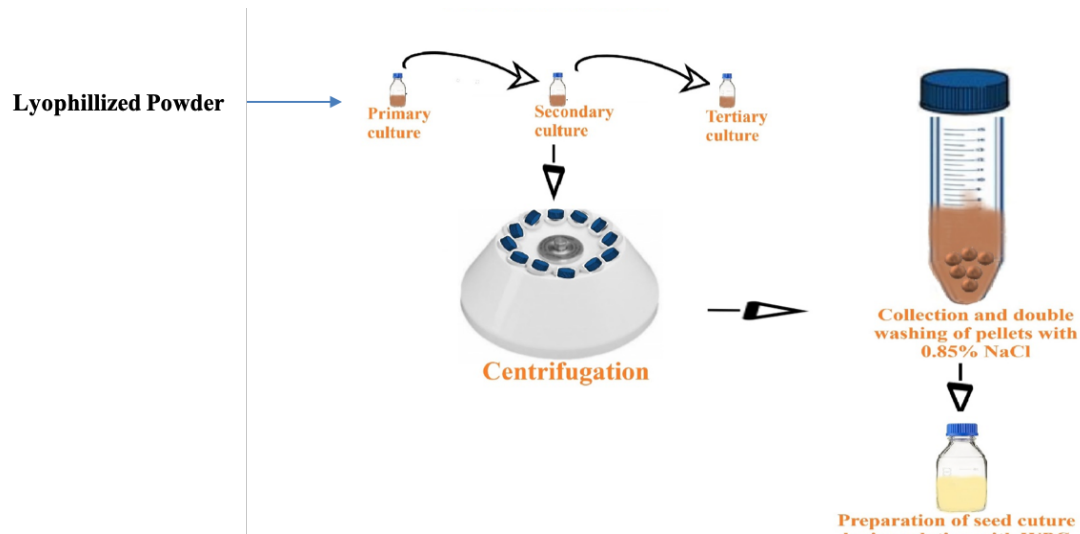 Lyophillized Powder
Primary
culture
Secondary
culture
Tertiary
culture
Centrifugation
Collection and double
washing of pellets with
0.85% NaCl
Preparation of seed cuture